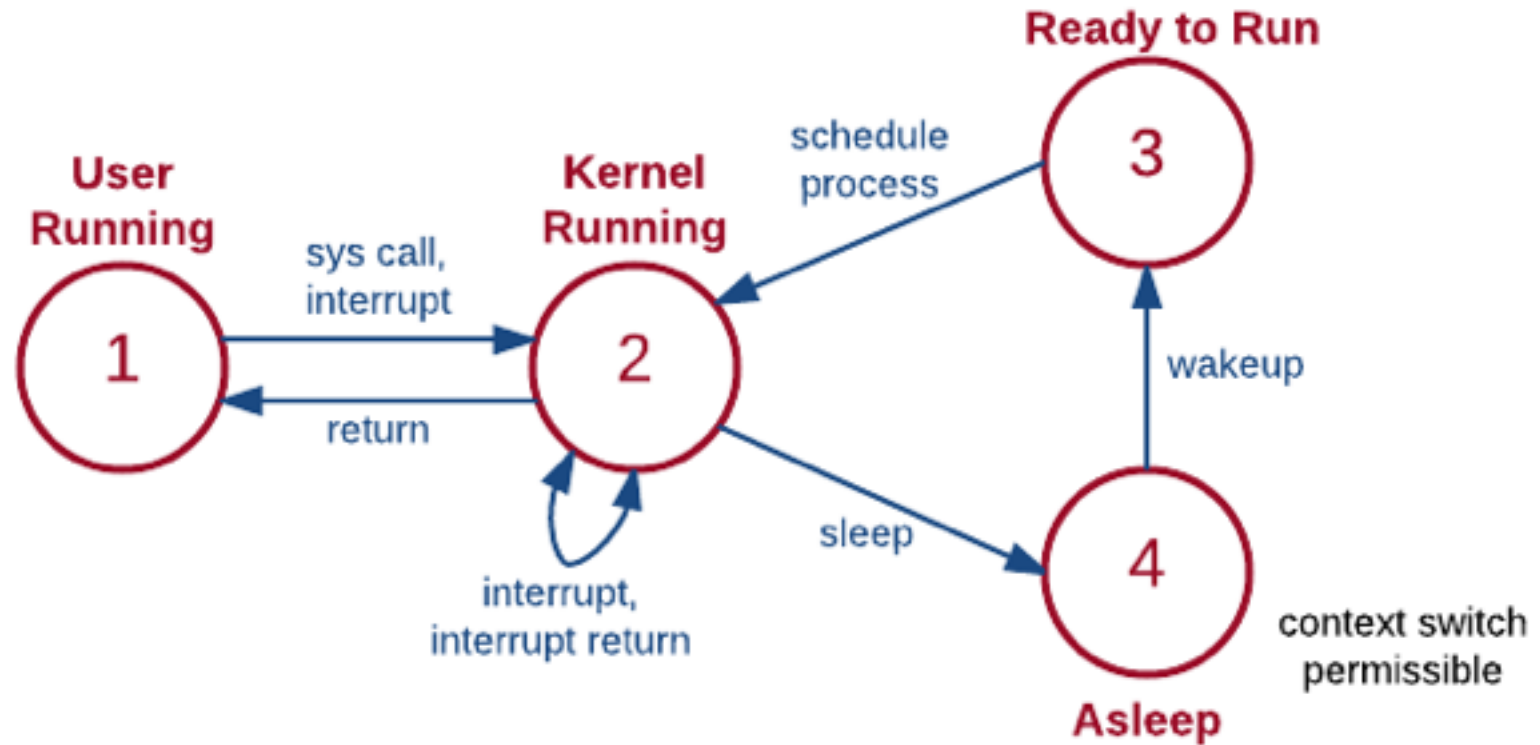 Ready to Run
3
schedule
process
User
Running
Kernel
Running
sys call,
interrupt
1
2
return
wakeup
interrupt,
interrupt return
sleep
4
context switch
permissible
Asleep